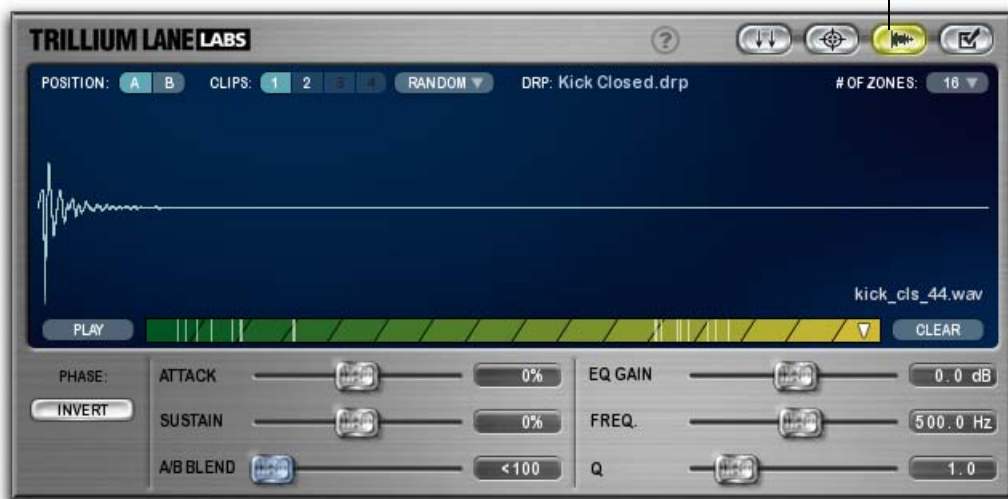 TRILLIUM LANE LABS ?
POSITION: A B CLIPS: 1 2 3 4 RANDOM DRP: Kick Closed.drp # OF ZONES: 16
kick_cls_44.wav
PLAY CLEAR
PHASE: ATTACK 0% EQ GAIN 0.0 dB
INVERT SUSTAIN 0% FREQ. 500.0 Hz
A/B BLEND <100 Q 1.0